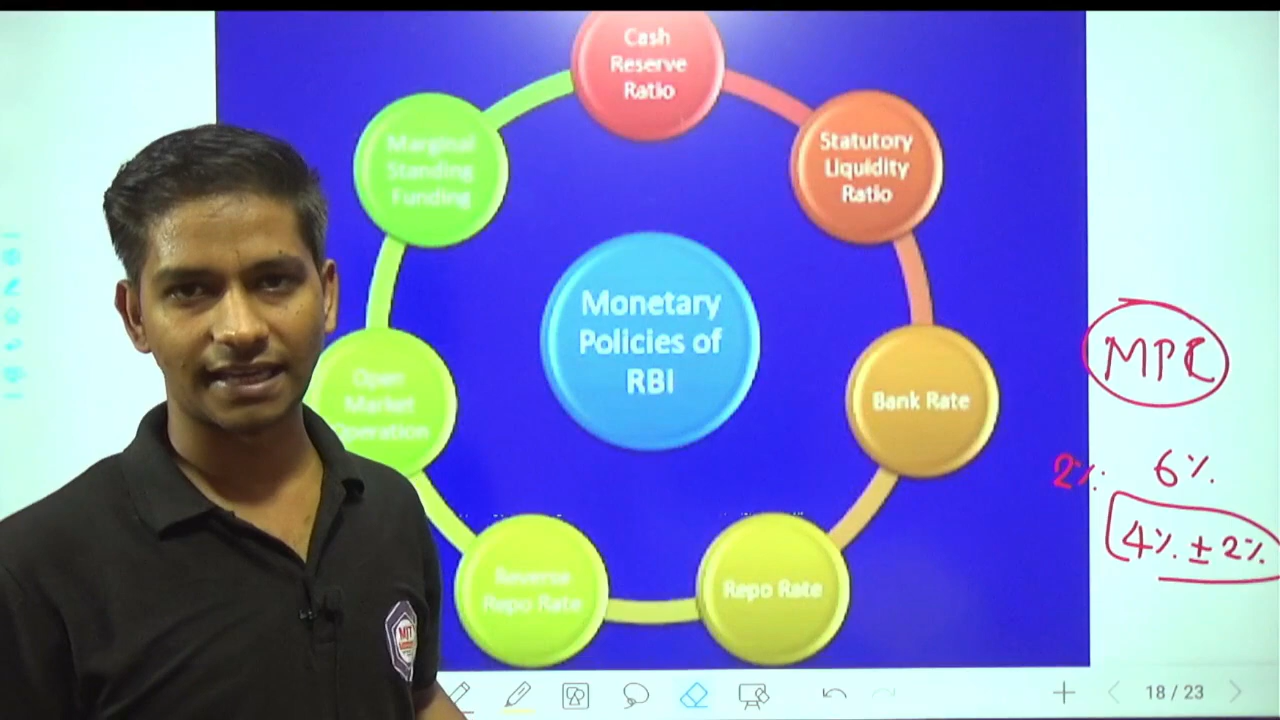 Cash
Reserve
Ratio
Statutory
Liquidity
Ratio
Bank Rate
Repo Rate
Reverse
Repo Rate
Open
Market
Operation
Marginal
Standing
Funding
Monetary
Policies of
RBI
MPC
2%
6%
4% ± 2%
MJT
18 / 23